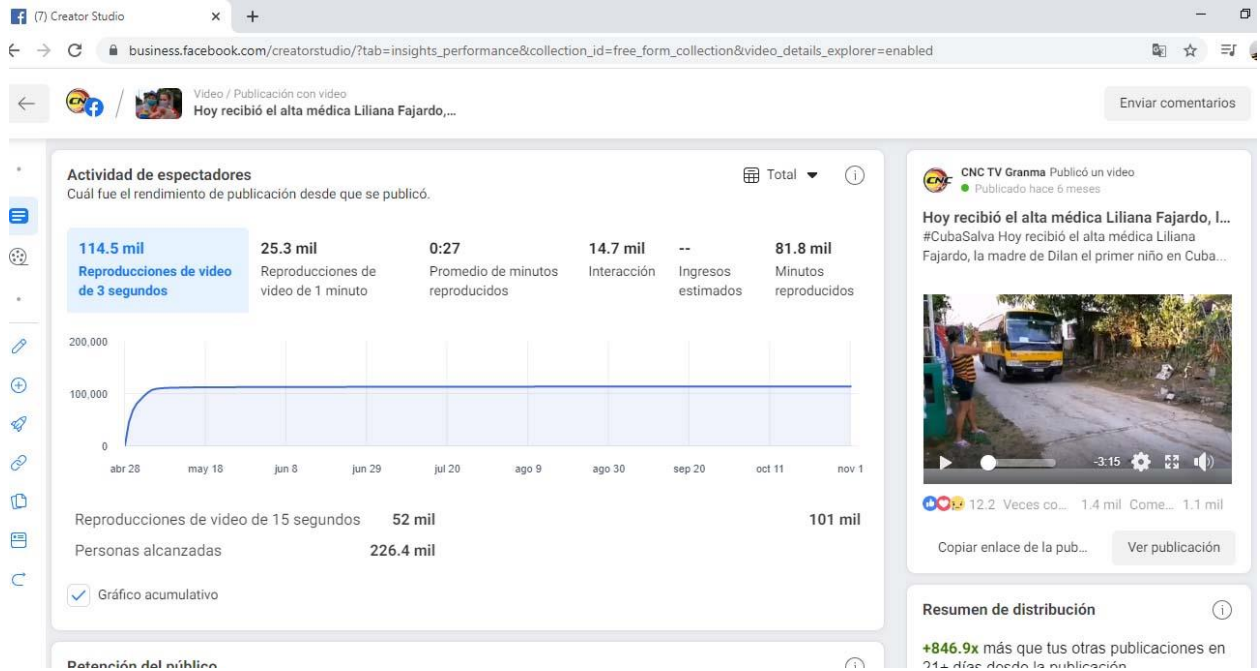 (7) Creator Studio
business.facebook.com/creatorstudio/?tab=insights_performance&collection_id=free_form_collection&video_details_explorer=enabled
Video / Publicación con video
Hoy recibió el alta médica Liliana Fajardo,...
Enviar comentarios
Actividad de espectadores
Cuál fue el rendimiento de publicación desde que se publicó.
Total
114.5 mil
Reproducciones de video
de 3 segundos
25.3 mil
Reproducciones de
video de 1 minuto
0:27
Promedio de minutos
reproducidos
14.7 mil
Interacción
--
Ingresos
estimados
81.8 mil
Minutos
reproducidos
200,000
100,000
0
abr 28 may 18 jun 8 jun 29 jul 20 ago 9 ago 30 sep 20 oct 11 nov 1
Reproducciones de video de 15 segundos 52 mil 101 mil
Personas alcanzadas 226.4 mil
Gráfico acumulativo
Retención del público
CNC
CNC TV Granma Publicó un video
Publicado hace 6 meses
Hoy recibió el alta médica Liliana Fajardo, l...
#CubaSalva Hoy recibió el alta médica Liliana
Fajardo, la madre de Dilan el primer niño en Cuba...
-3:15
12.2 Veces co... 1.4 mil Come... 1.1 mil
Copiar enlace de la pub... Ver publicación
Resumen de distribución
+846.9x más que tus otras publicaciones en
21+ días desde la publicación